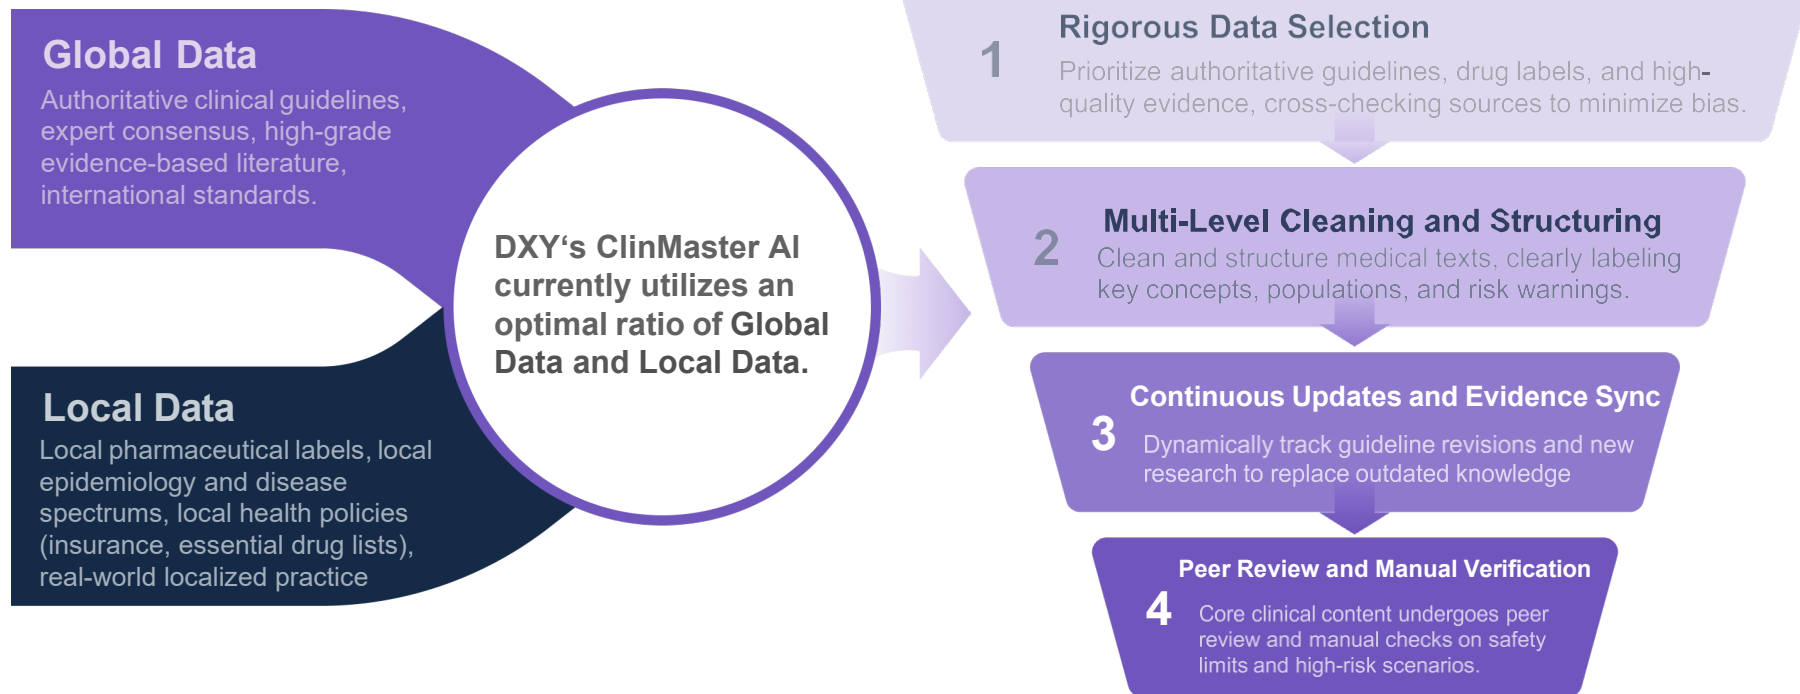 Global Data
Authoritative clinical guidelines,
expert consensus, high-grade
evidence-based literature,
international standards.
Local Data
Local pharmaceutical labels, local
epidemiology and disease
spectrums, local health policies
(insurance, essential drug lists),
real-world localized practice
DXY‘s ClinMaster AI
currently utilizes an
optimal ratio of Global
Data and Local Data.
1
Rigorous Data Selection
Prioritize authoritative guidelines, drug labels, and high-
quality evidence, cross-checking sources to minimize bias.
2
Multi-Level Cleaning and Structuring
Clean and structure medical texts, clearly labeling
key concepts, populations, and risk warnings.
3
Continuous Updates and Evidence Sync
Dynamically track guideline revisions and new
research to replace outdated knowledge
4
Peer Review and Manual Verification
Core clinical content undergoes peer
review and manual checks on safety
limits and high-risk scenarios.